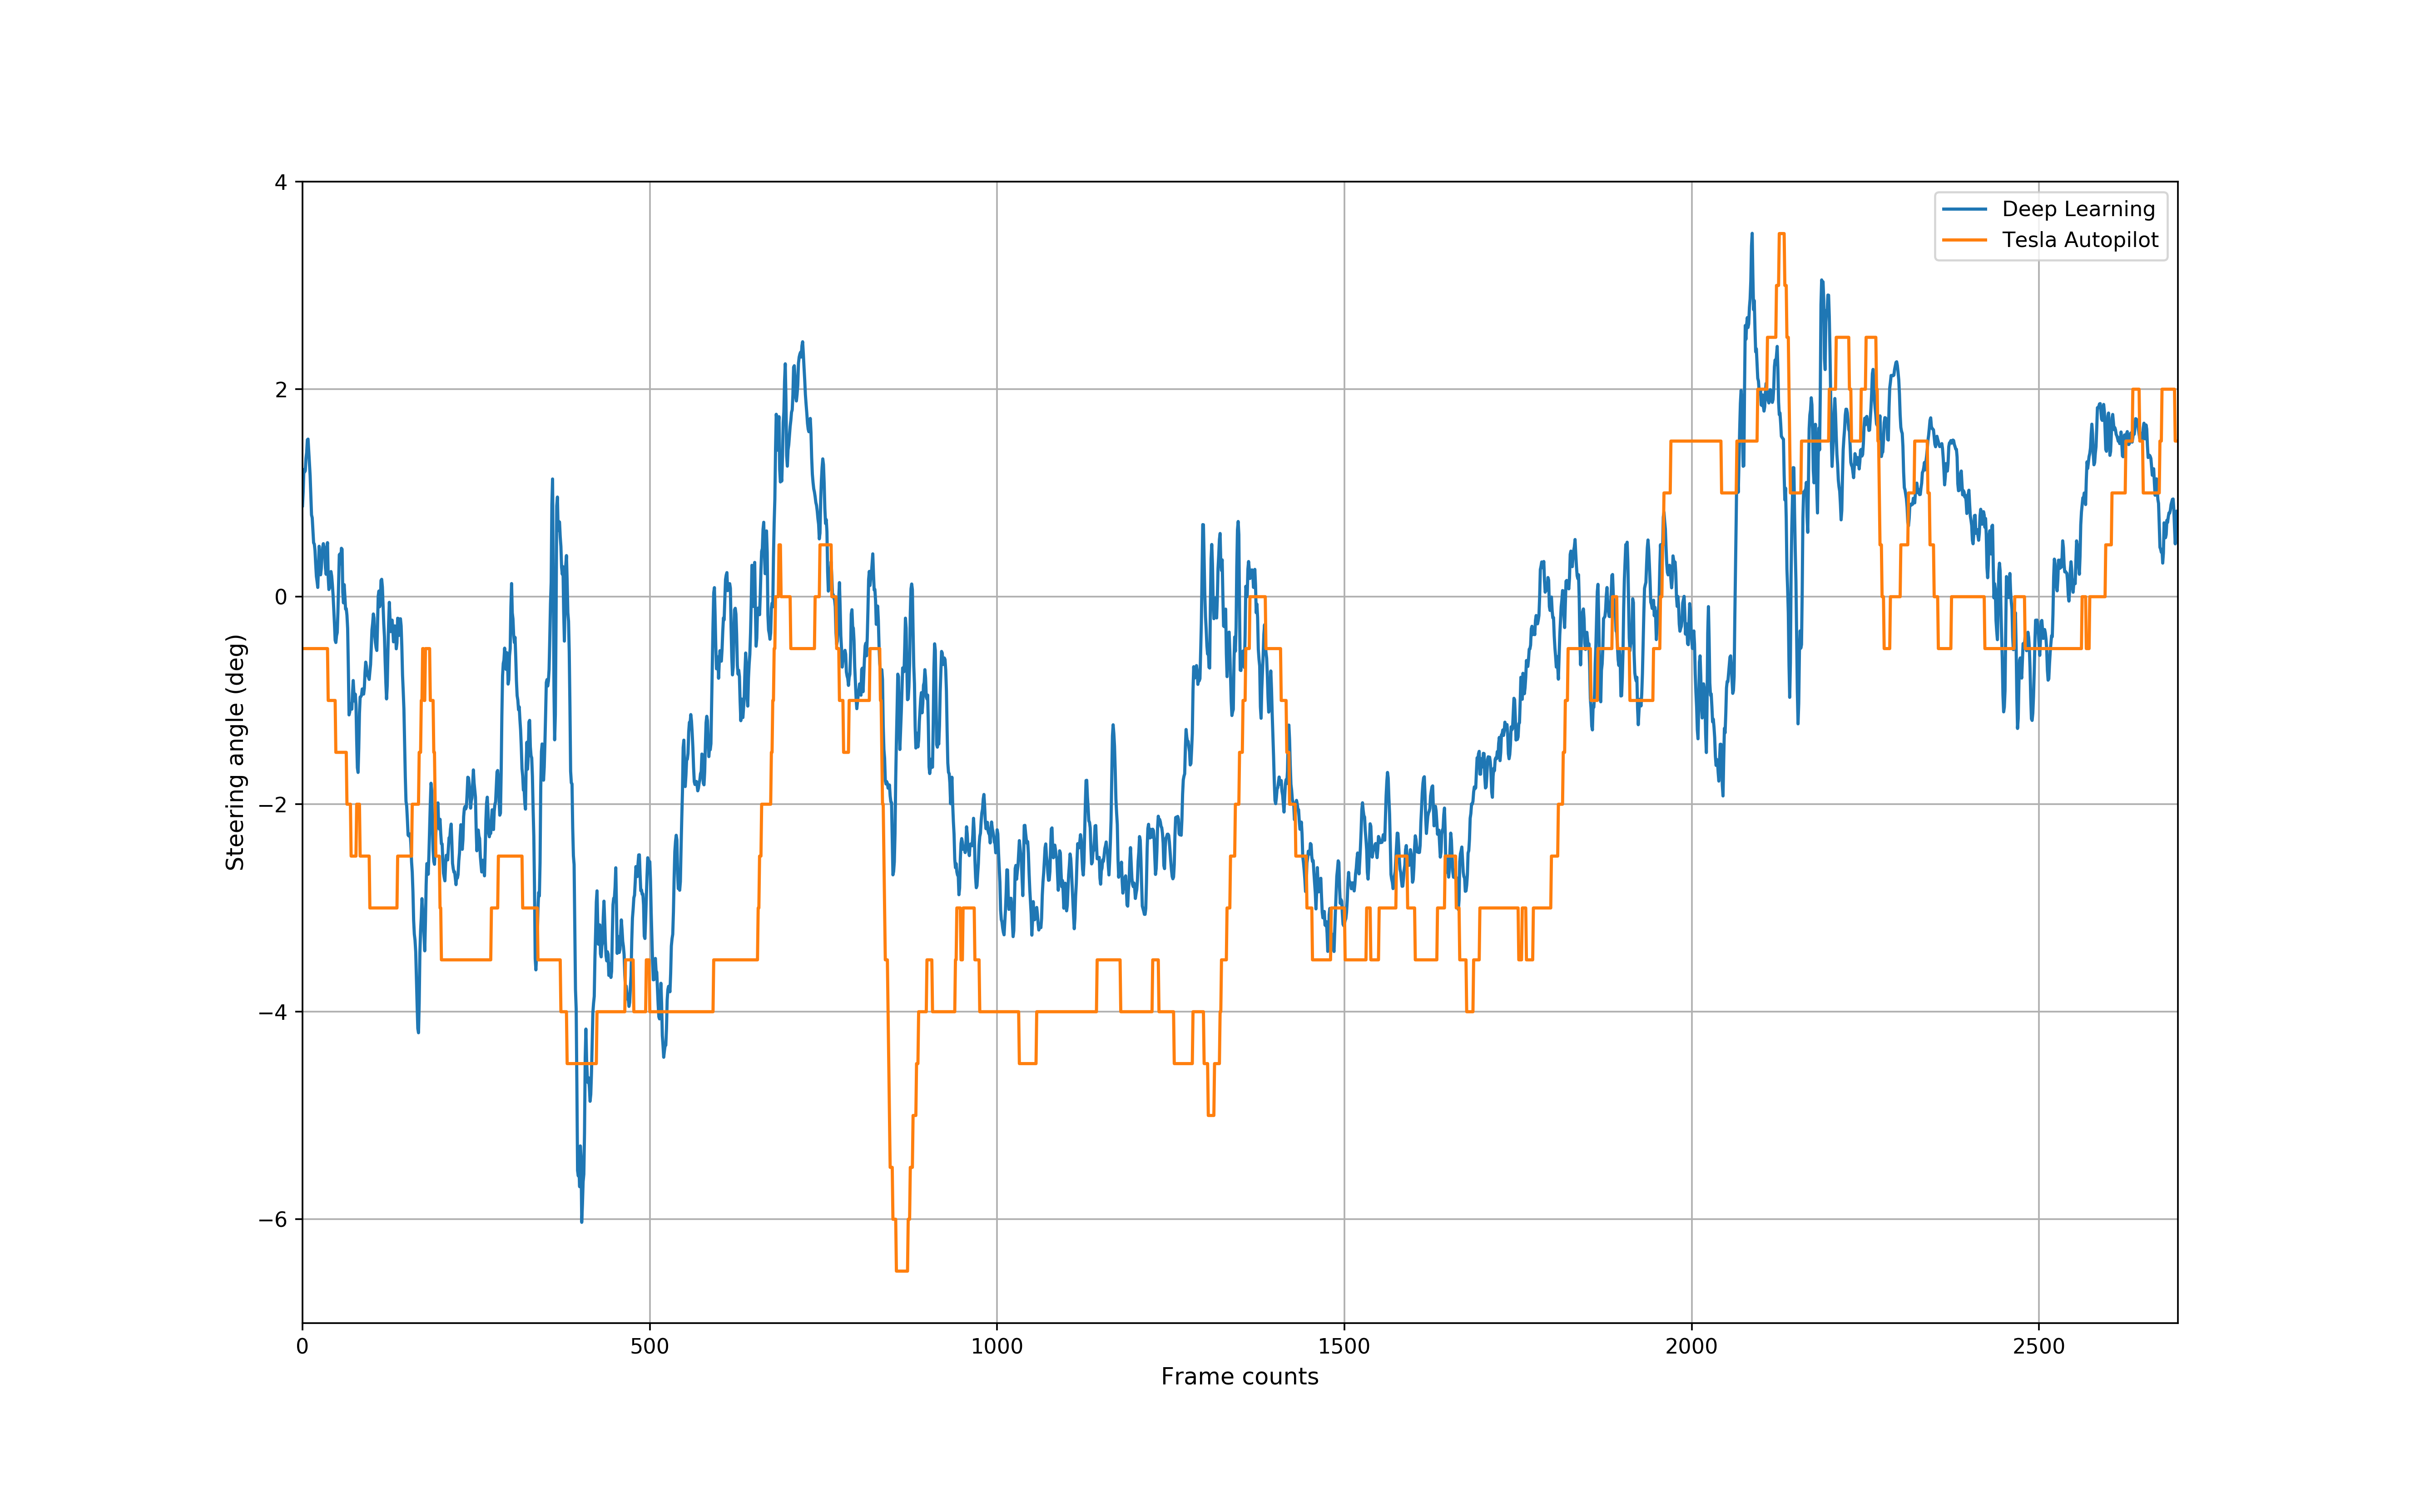 4
2
0
−2
−4
−6
Steering angle (deg)
0 500 1000 1500 2000 2500
Frame counts
Deep Learning
Tesla Autopilot